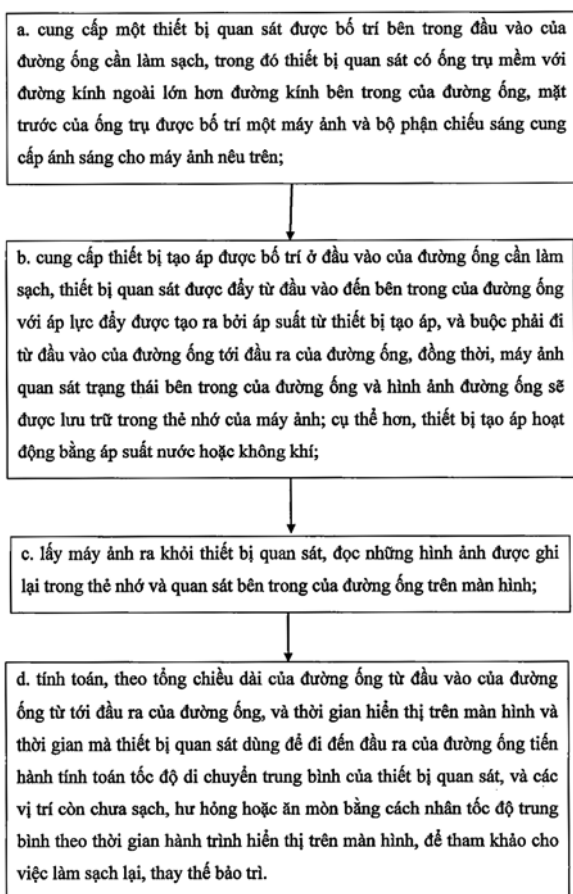 a. cung cấp một thiết bị quan sát được bố trí bên trong đầu vào của
đường ống cần làm sạch, trong đó thiết bị quan sát có ống trụ mềm với
đường kính ngoài lớn hơn đường kính bên trong của đường ống, mặt
trước của ống trụ được bố trí một máy ảnh và bộ phận chiếu sáng cung
cấp ánh sáng cho máy ảnh nêu trên;
b. cung cấp thiết bị tạo áp được bố trí ở đầu vào của đường ống cần làm
sạch, thiết bị quan sát được đẩy từ đầu vào đến bên trong của đường ống
với áp lực đẩy được tạo ra bởi áp suất từ thiết bị tạo áp, và buộc phải đi
từ đầu vào của đường ống tới đầu ra của đường ống, đồng thời, máy ảnh
quan sát trạng thái bên trong của đường ống và hình ảnh đường ống sẽ
được lưu trữ trong thẻ nhớ của máy ảnh; cụ thể hơn, thiết bị tạo áp hoạt
động bằng áp suất nước hoặc không khí;
c. lấy máy ảnh ra khỏi thiết bị quan sát, đọc những hình ảnh được ghi
lại trong thẻ nhớ và quan sát bên trong của đường ống trên màn hình;
d. tính toán, theo tổng chiều dài của đường ống từ đầu vào của đường
ống từ tới đầu ra của đường ống, và thời gian hiển thị trên màn hình và
thời gian mà thiết bị quan sát dùng để đi đến đầu ra của đường ống tiến
hành tính toán tốc độ di chuyển trung bình của thiết bị quan sát, và các
vị trí còn chưa sạch, hư hỏng hoặc ăn mòn bằng cách nhân tốc độ trung
bình theo thời gian hành trình hiển thị trên màn hình, để tham khảo cho
việc làm sạch lại, thay thế bảo trì.